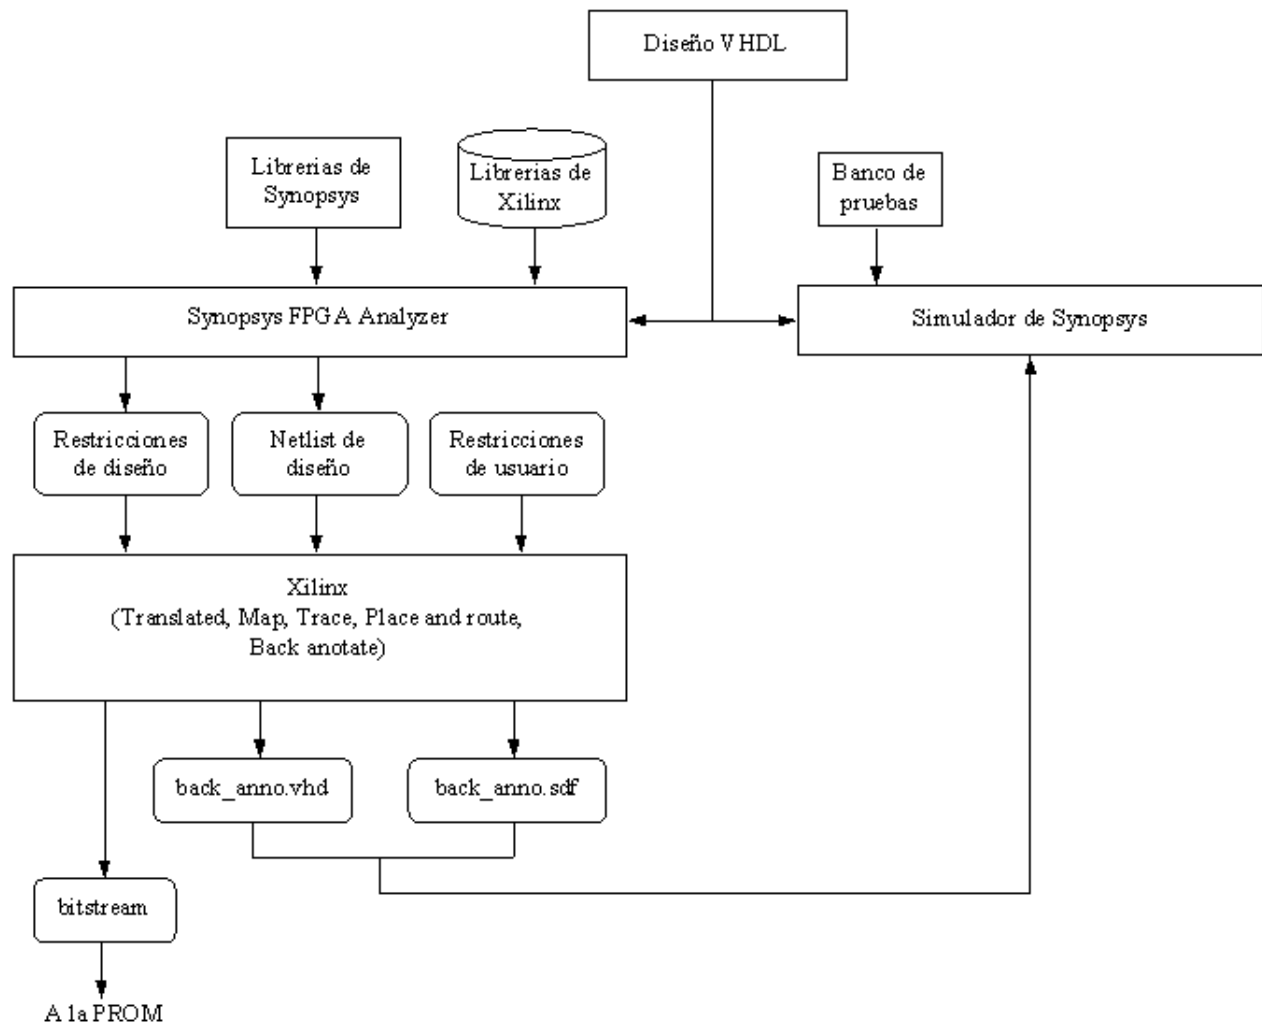 Diseño VHDL
Librerias de
Synopsys
Librerias de
Xilinx
Banco de
pruebas
Synopsys FPGA Analyzer
Simulador de Synopsys
Restricciones
de diseño
Netlist de
diseño
Restricciones
de usuario
Xilinx
(Translated, Map, Trace, Place and route,
Back anotate)
back_anno.vhd
back_anno.sdf
bitstream
A la PROM